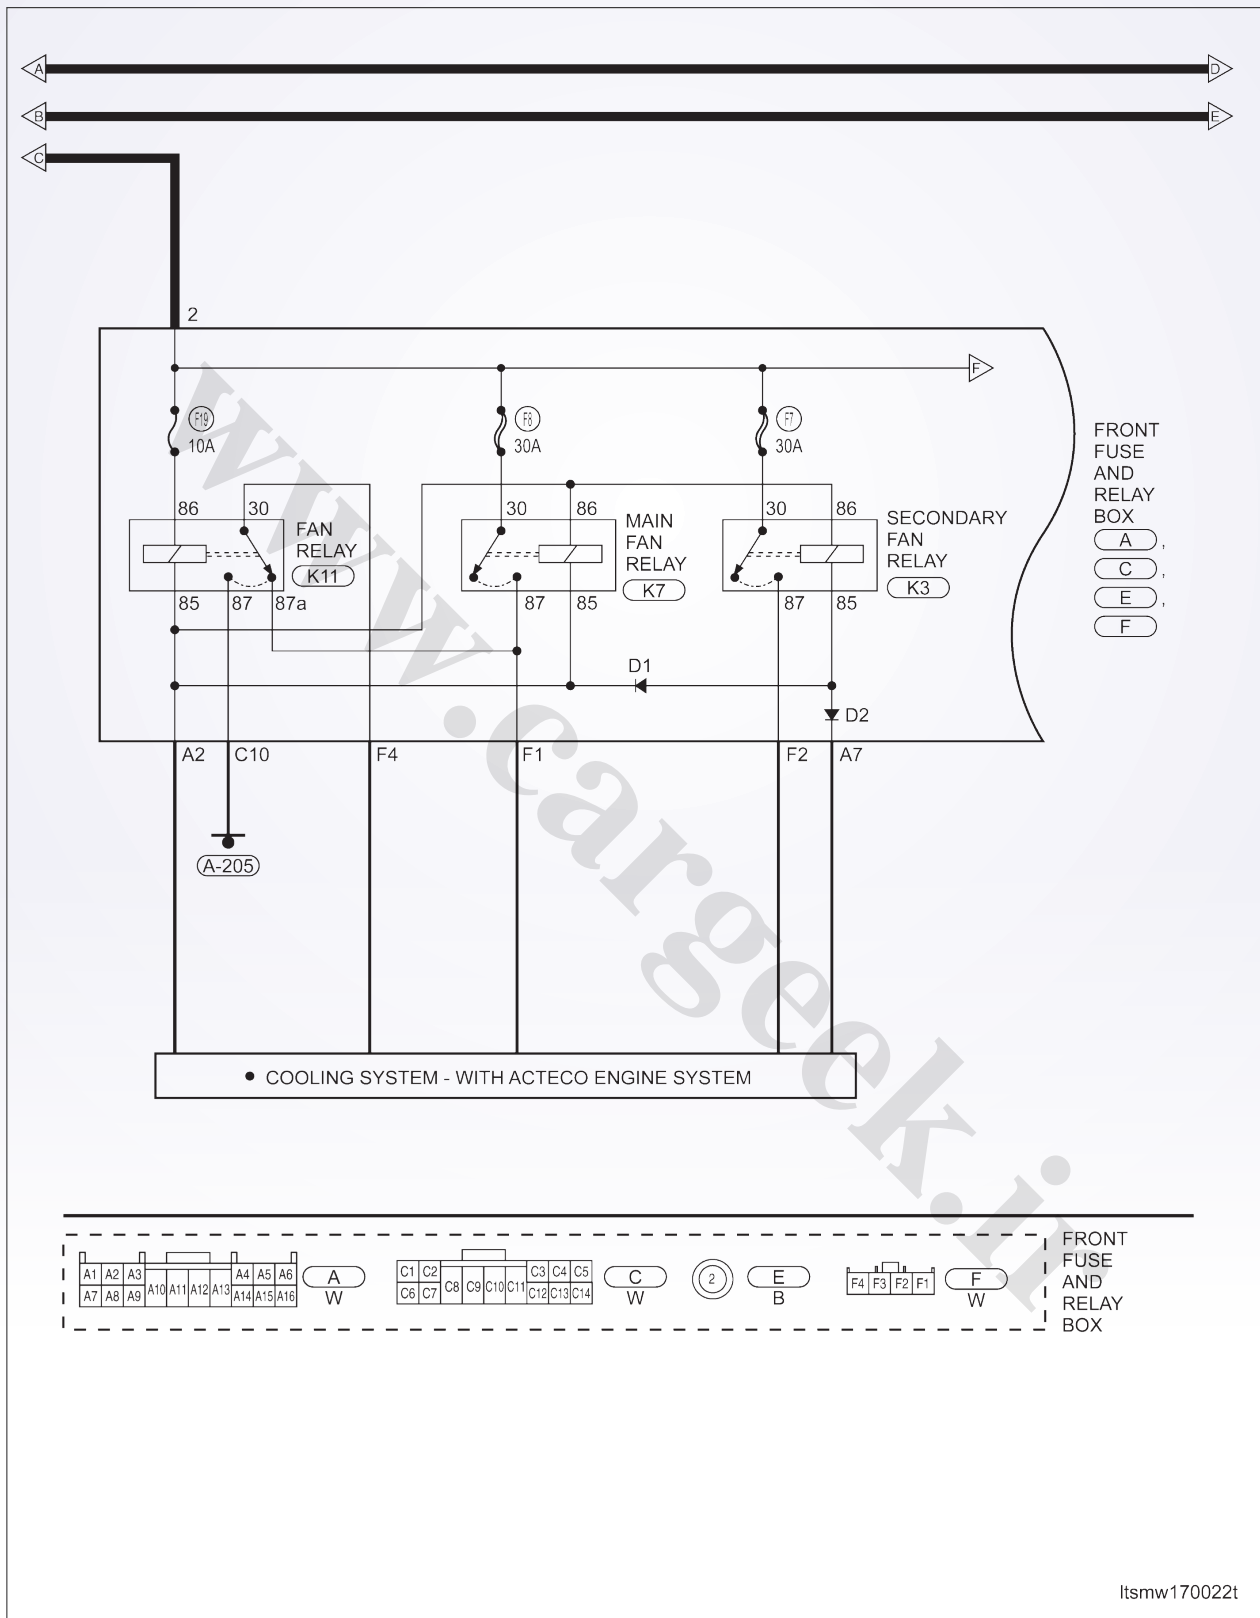 A D
B E
C
2
F
F19 F8 F7
10A 30A 30A
86 30 30 86 30 86
FAN
RELAY
K11
MAIN
FAN
RELAY
K7
SECONDARY
FAN
RELAY
K3
85 87 87a 87 85 87 85
D1
D2
A2 C10 F4 F1 F2 A7
FRONT
FUSE
AND
RELAY
BOX
A ,
C ,
E ,
F
A-205
• COOLING SYSTEM - WITH ACTECO ENGINE SYSTEM
www.cargeek.ir
A1 A2 A3 A4 A5 A6
A10 A11 A12 A13
A7 A8 A9 A14 A15 A16
A
W
C1 C2 C3 C4 C5
C8 C9 C10 C11
C6 C7 C12 C13 C14
C
W
2
E
B
F4 F3 F2 F1
F
W
FRONT
FUSE
AND
RELAY
BOX
ltsmw170022t